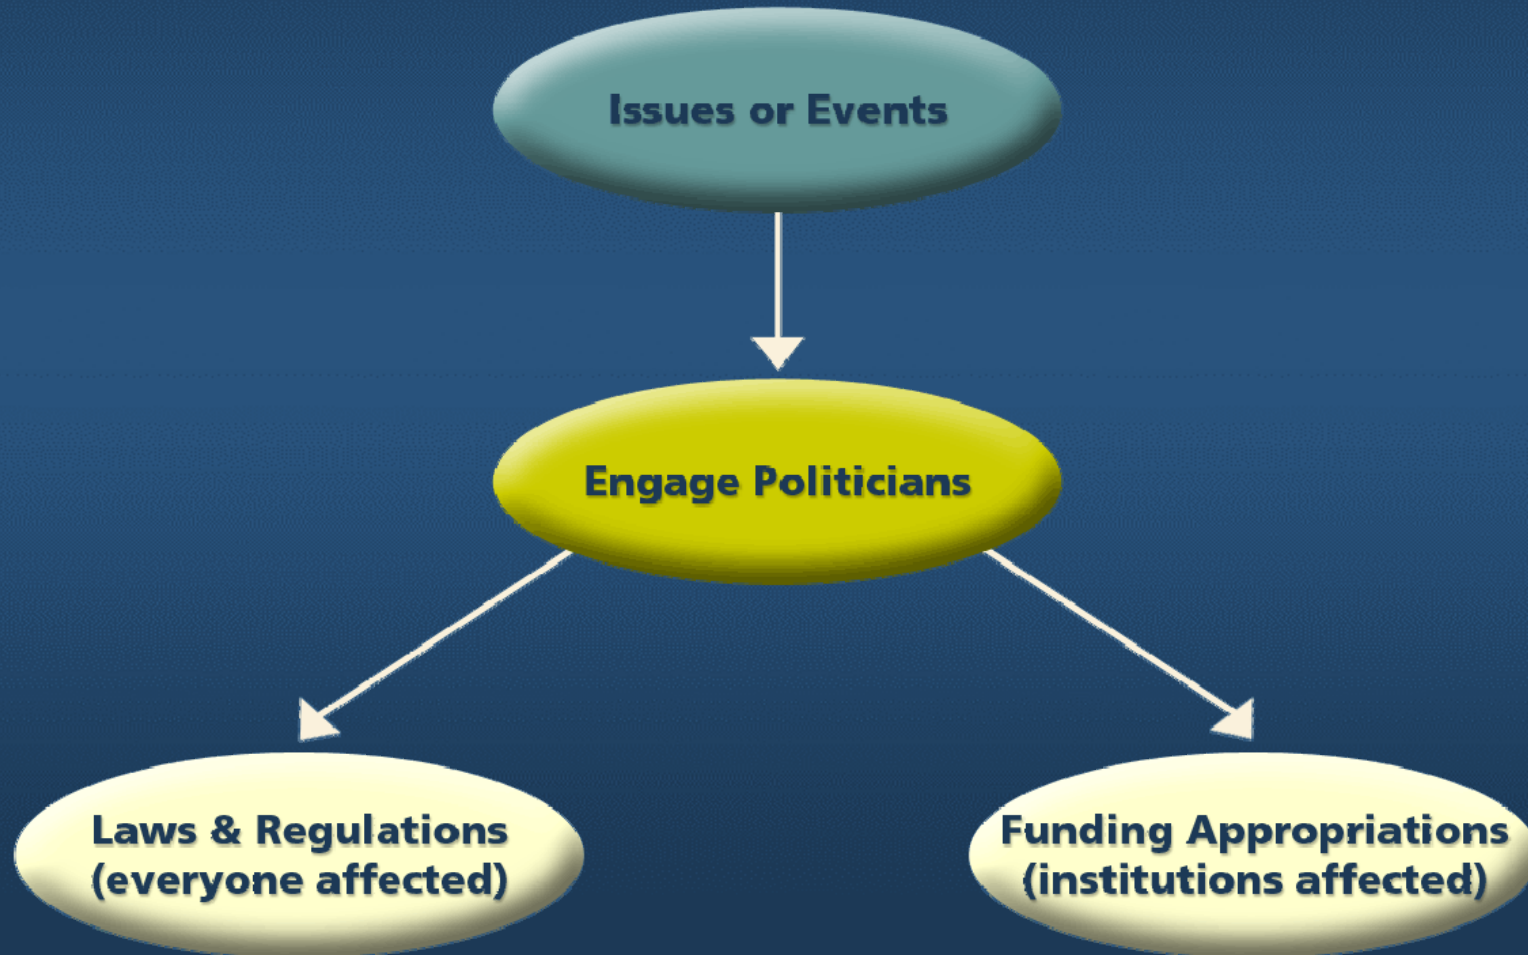 Issues or Events
Engage Politicians
Laws & Regulations
(everyone affected)
Funding Appropriations
(institutions affected)